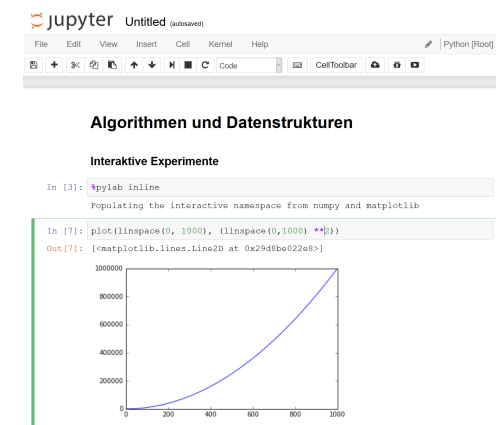 jupyter Untitled (autosaved)
File Edit View Insert Cell Kernel Help Python [Root]
Code CellToolbar
Algorithmen und Datenstrukturen
Interaktive Experimente
In [3]: %pylab inline
Populating the interactive namespace from numpy and matplotlib
In [7]: plot(linspace(0, 1000), (linspace(0,1000) **2))
Out[7]: [<matplotlib.lines.Line2D at 0x29d8be022e8>]
1000000
800000
600000
400000
200000
0
0 200 400 600 800 1000